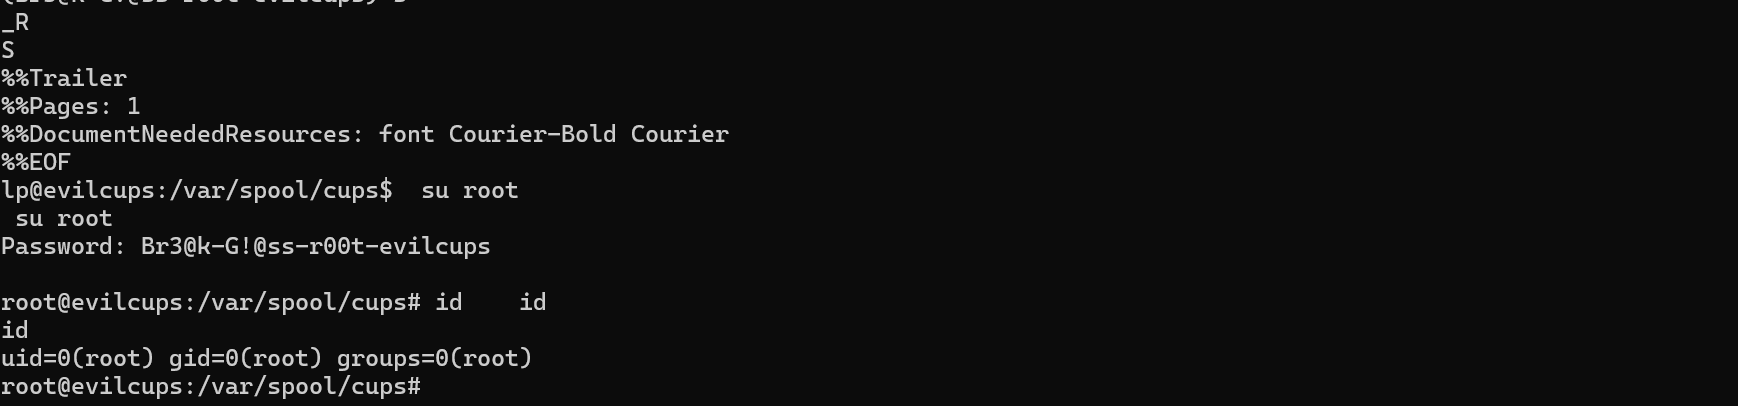 _R
S
%%Trailer
%%Pages: 1
%%DocumentNeededResources: font Courier-Bold Courier
%%EOF
lp@evilcups:/var/spool/cups$  su root
 su root
Password: Br3@k-G!@ss-r00t-evilcups

root@evilcups:/var/spool/cups# id    id
id
uid=0(root) gid=0(root) groups=0(root)
root@evilcups:/var/spool/cups#